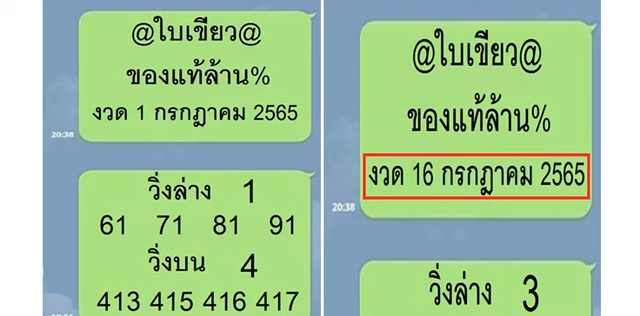 @ใบเขียว@
ของแท้ล้าน%
งวด 1 กรกฎาคม 2565
20:38
วิ่งล่าง 1
61 71 81 91
วิ่งบน 4
413 415 416 417
@ใบเขียว@
ของแท้ล้าน%
งวด 16 กรกฎาคม 2565
20:38
วิ่งล่าง 3